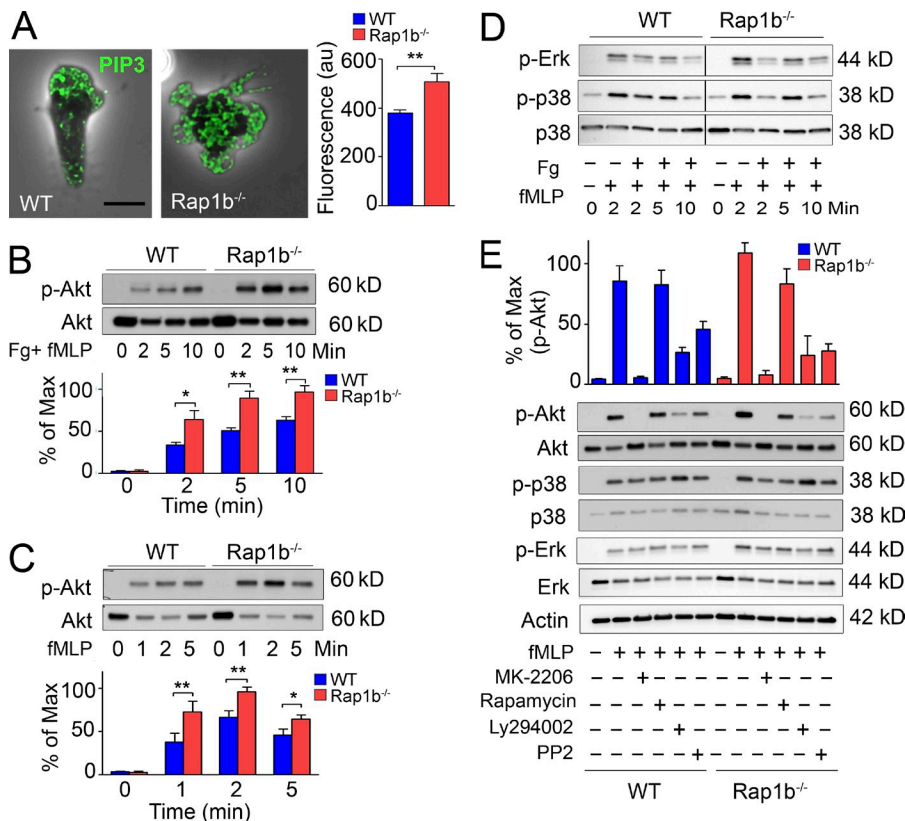 A
PIP3
WT
Rap1b-/-
WT
Rap1b-/-
Fluorescence (au)
600
400
200
0
**
B
WT Rap1b-/-
p-Akt 60 kD
Akt 60 kD
Fg+ fMLP 0 2 5 10 0 2 5 10 Min
WT
Rap1b-/-
% of Max
100
50
0
* ** **
0 2 5 10
Time (min)
C
WT Rap1b-/-
p-Akt 60 kD
Akt 60 kD
fMLP 0 1 2 5 0 1 2 5 Min
WT
Rap1b-/-
% of Max
100
50
0
** ** *
0 1 2 5
Time (min)
D
WT Rap1b-/-
p-Erk 44 kD
p-p38 38 kD
p38 38 kD
Fg – – + + + – – + + +
fMLP – + + + + – + + + +
0 2 2 5 10 0 2 2 5 10 Min
E
WT
Rap1b-/-
% of Max
(p-Akt)
100
50
0
p-Akt 60 kD
Akt 60 kD
p-p38 38 kD
p38 38 kD
p-Erk 44 kD
Erk 44 kD
Actin 42 kD
fMLP – + + + + + – + + + + +
MK-2206 – – + – – – – – + – – –
Rapamycin – – – + – – – – – + – –
Ly294002 – – – – + – – – – – + –
PP2 – – – – – + – – – – – +
WT Rap1b-/-